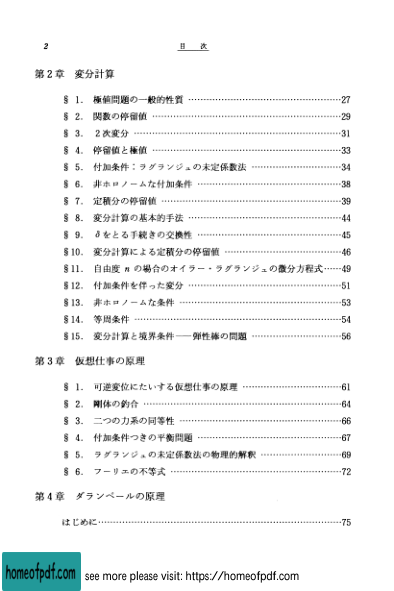 2 目次
第2章 変分計算
§ 1. 極値問題の一般的性質 …………………………27
§ 2. 関数の停留値 …………………………29
§ 3. 2次変分 …………………………31
§ 4. 停留値と極値 …………………………33
§ 5. 付加条件：ラグランジュの未定係数法 …………………………34
§ 6. 非ホロノームな付加条件 …………………………38
§ 7. 定積分の停留値 …………………………39
§ 8. 変分計算の基本的手法 …………………………44
§ 9. δをとる手続きの交換性 …………………………45
§10. 変分計算による定積分の停留値 …………………………46
§11. 自由度 n の場合のオイラー・ラグランジュの微分方程式……49
§12. 付加条件を伴った変分 …………………………51
§13. 非ホロノームな条件 …………………………53
§14. 等周条件 …………………………54
§15. 変分計算と境界条件――弾性棒の問題 …………………………56
第3章 仮想仕事の原理
§ 1. 可逆変位にたいする仮想仕事の原理 …………………………61
§ 2. 剛体の釣合 …………………………64
§ 3. 二つの力系の同等性 …………………………66
§ 4. 付加条件つきの平衡問題 …………………………67
§ 5. ラグランジュの未定係数法の物理的解釈 …………………………69
§ 6. フーリエの不等式 …………………………72
第4章 ダランベールの原理
はじめに…………………………75
homeofpdf.com see more please visit: https://homeofpdf.com